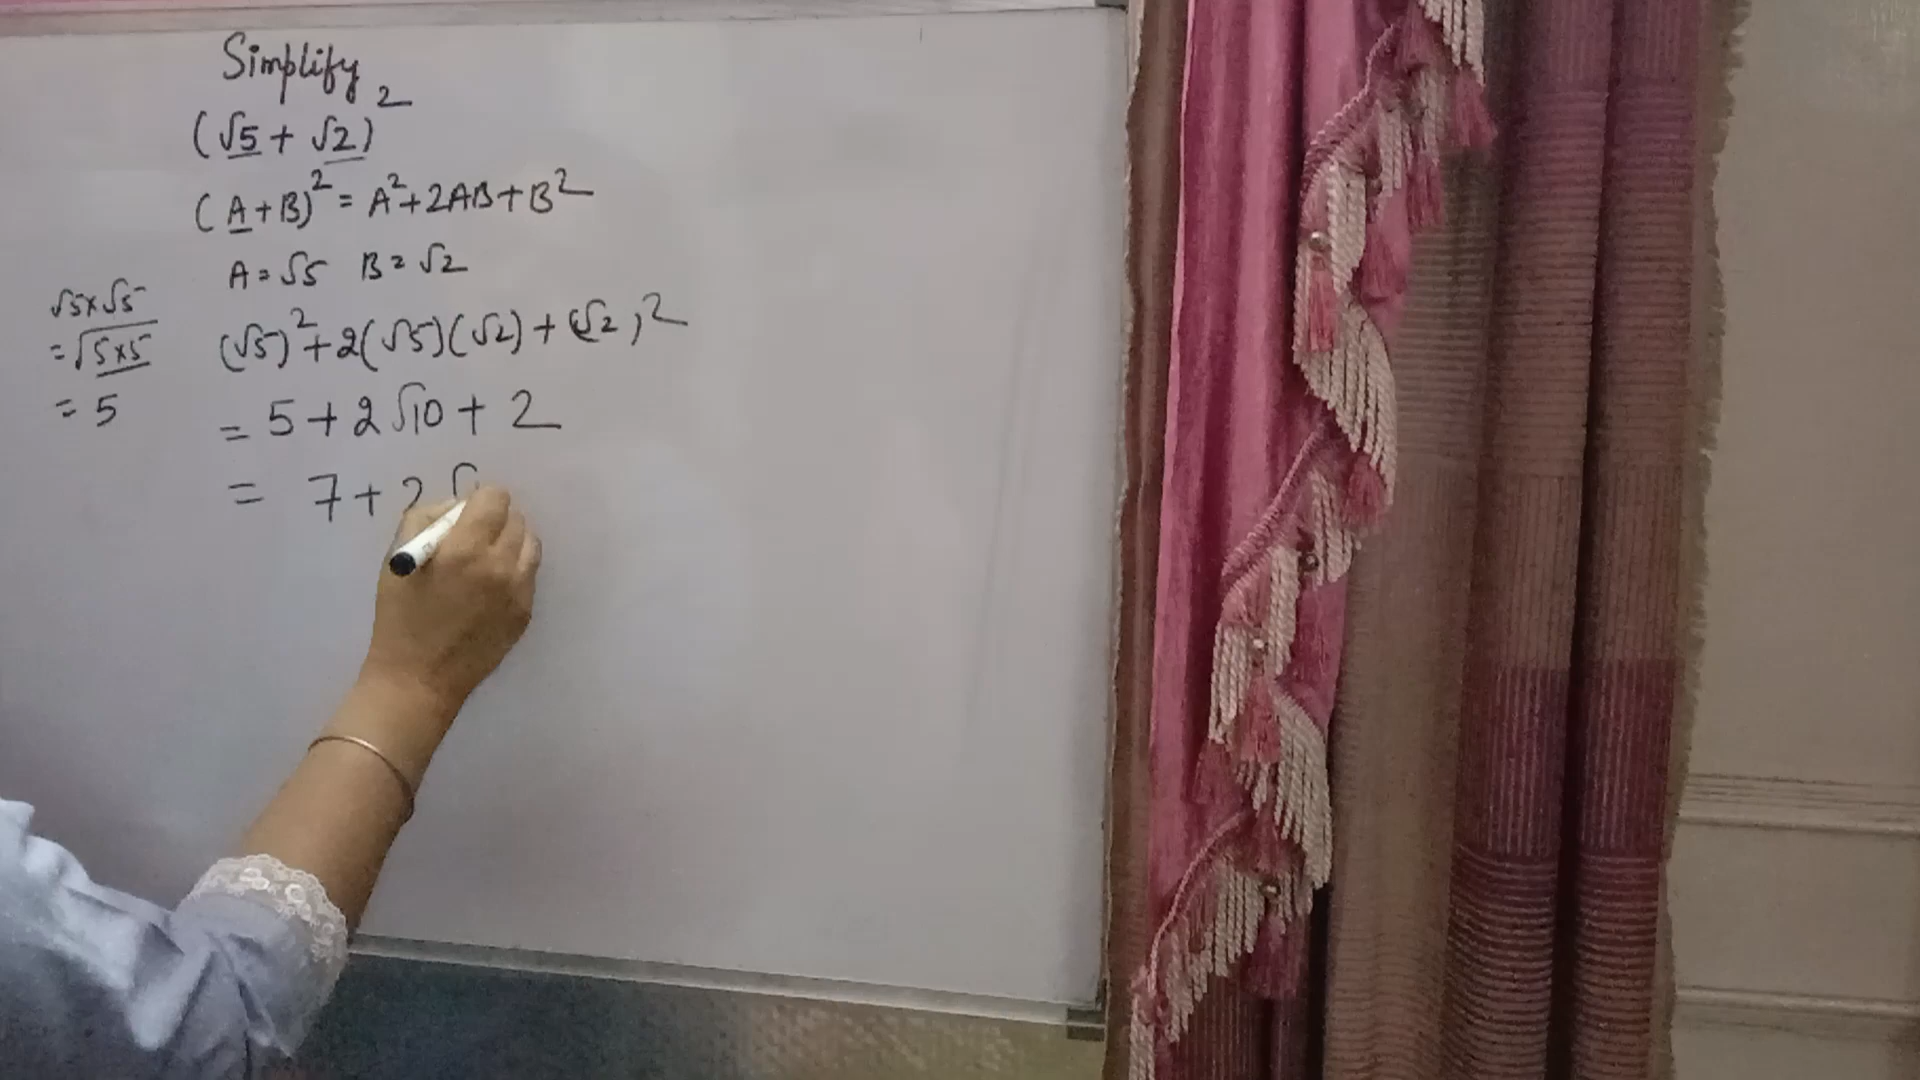 Simplify
(√5 + √2)²
(A+B)² = A²+2AB+B²
A = √5 B = √2
√5×√5
= √5×5
= 5
(√5)²+2(√5)(√2)+(√2)²
= 5+2√10+2
= 7+2√